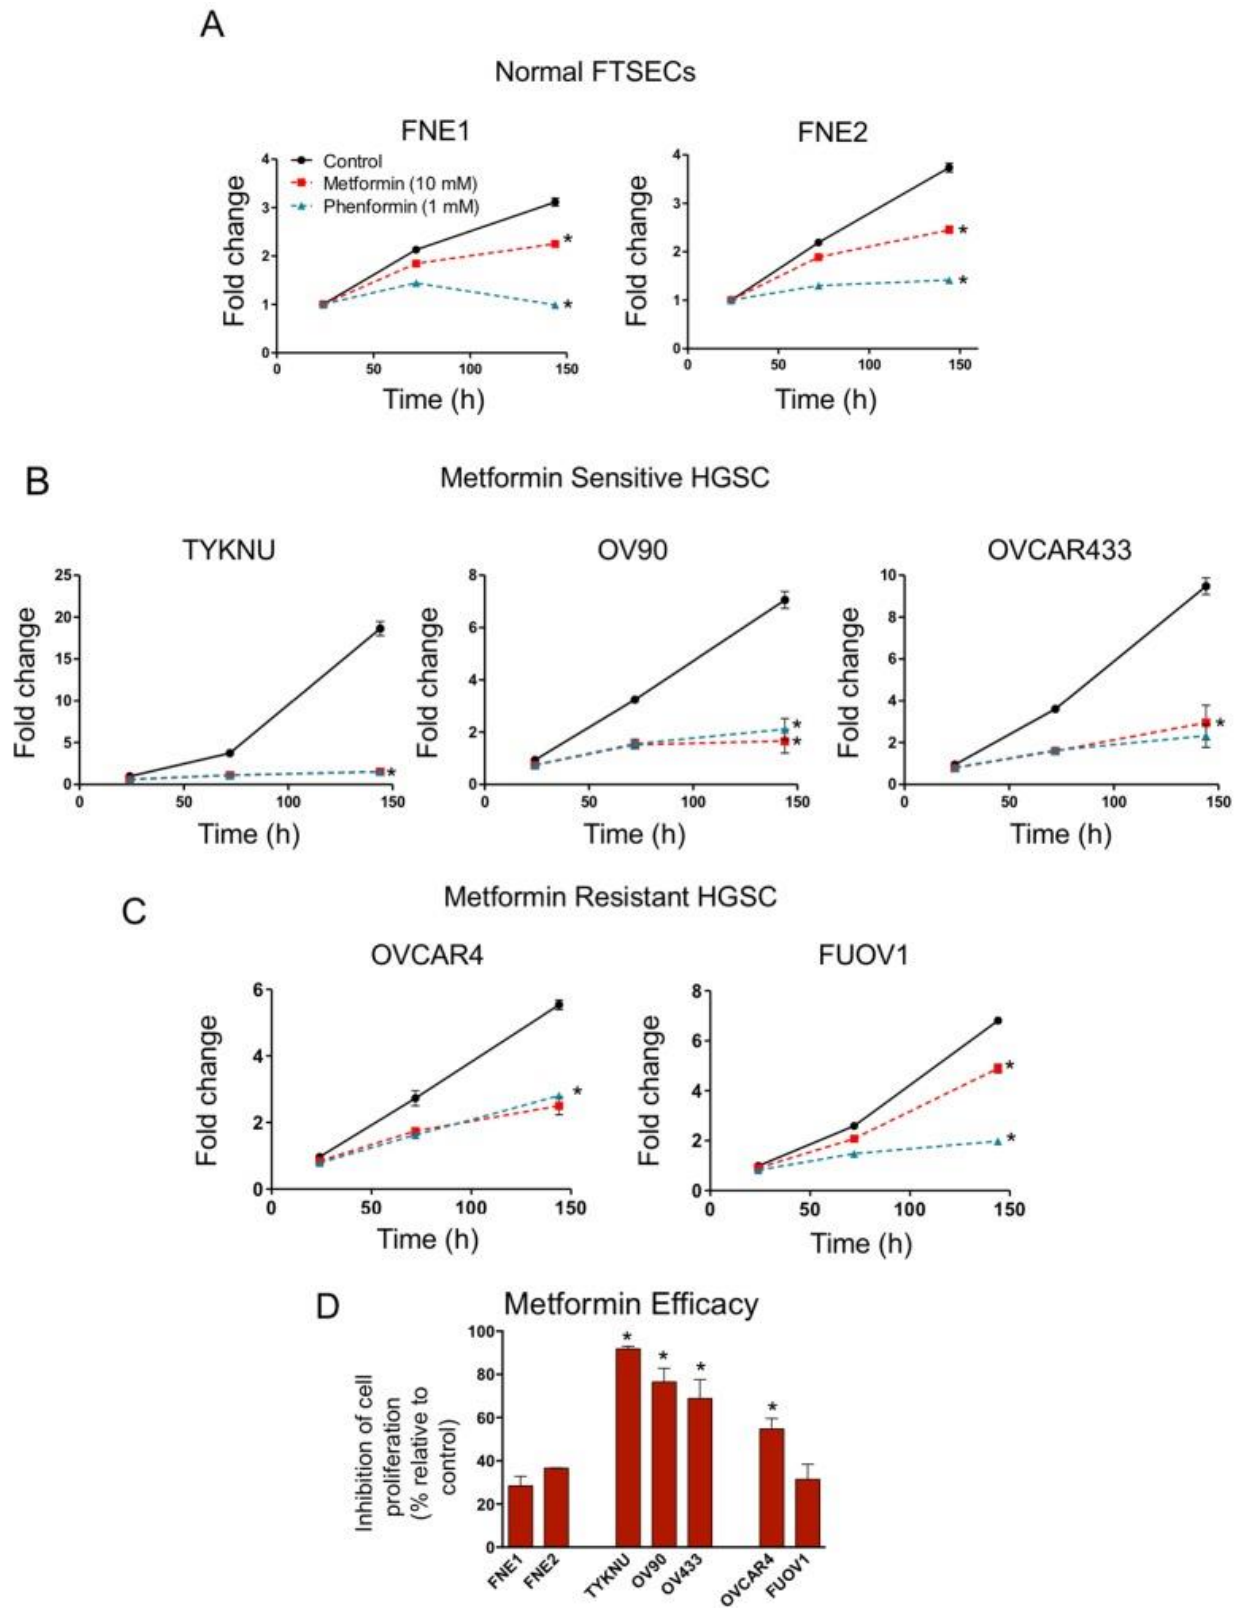 A
Normal FTSECs
FNE1
FNE2
Control
Metformin (10 mM)
Phenformin (1 mM)
Fold change
4
3
2
1
0
0 50 100 150
Time (h)
*
*
Fold change
4
3
2
1
0
0 50 100 150
Time (h)
*
*
B
Metformin Sensitive HGSC
TYKNU
OV90
OVCAR433
Fold change
25
20
15
10
5
0
0 50 100 150
Time (h)
*
Fold change
8
6
4
2
0
0 50 100 150
Time (h)
*
*
Fold change
10
8
6
4
2
0
0 50 100 150
Time (h)
*
C
Metformin Resistant HGSC
OVCAR4
FUOV1
Fold change
6
4
2
0
0 50 100 150
Time (h)
*
Fold change
8
6
4
2
0
0 50 100 150
Time (h)
*
*
D
Metformin Efficacy
Inhibition of cell
proliferation
(% relative to
control)
100
80
60
40
20
0
* * * *
FNE1 FNE2 TYKNU OV90 OV433 OVCAR4 FUOV1